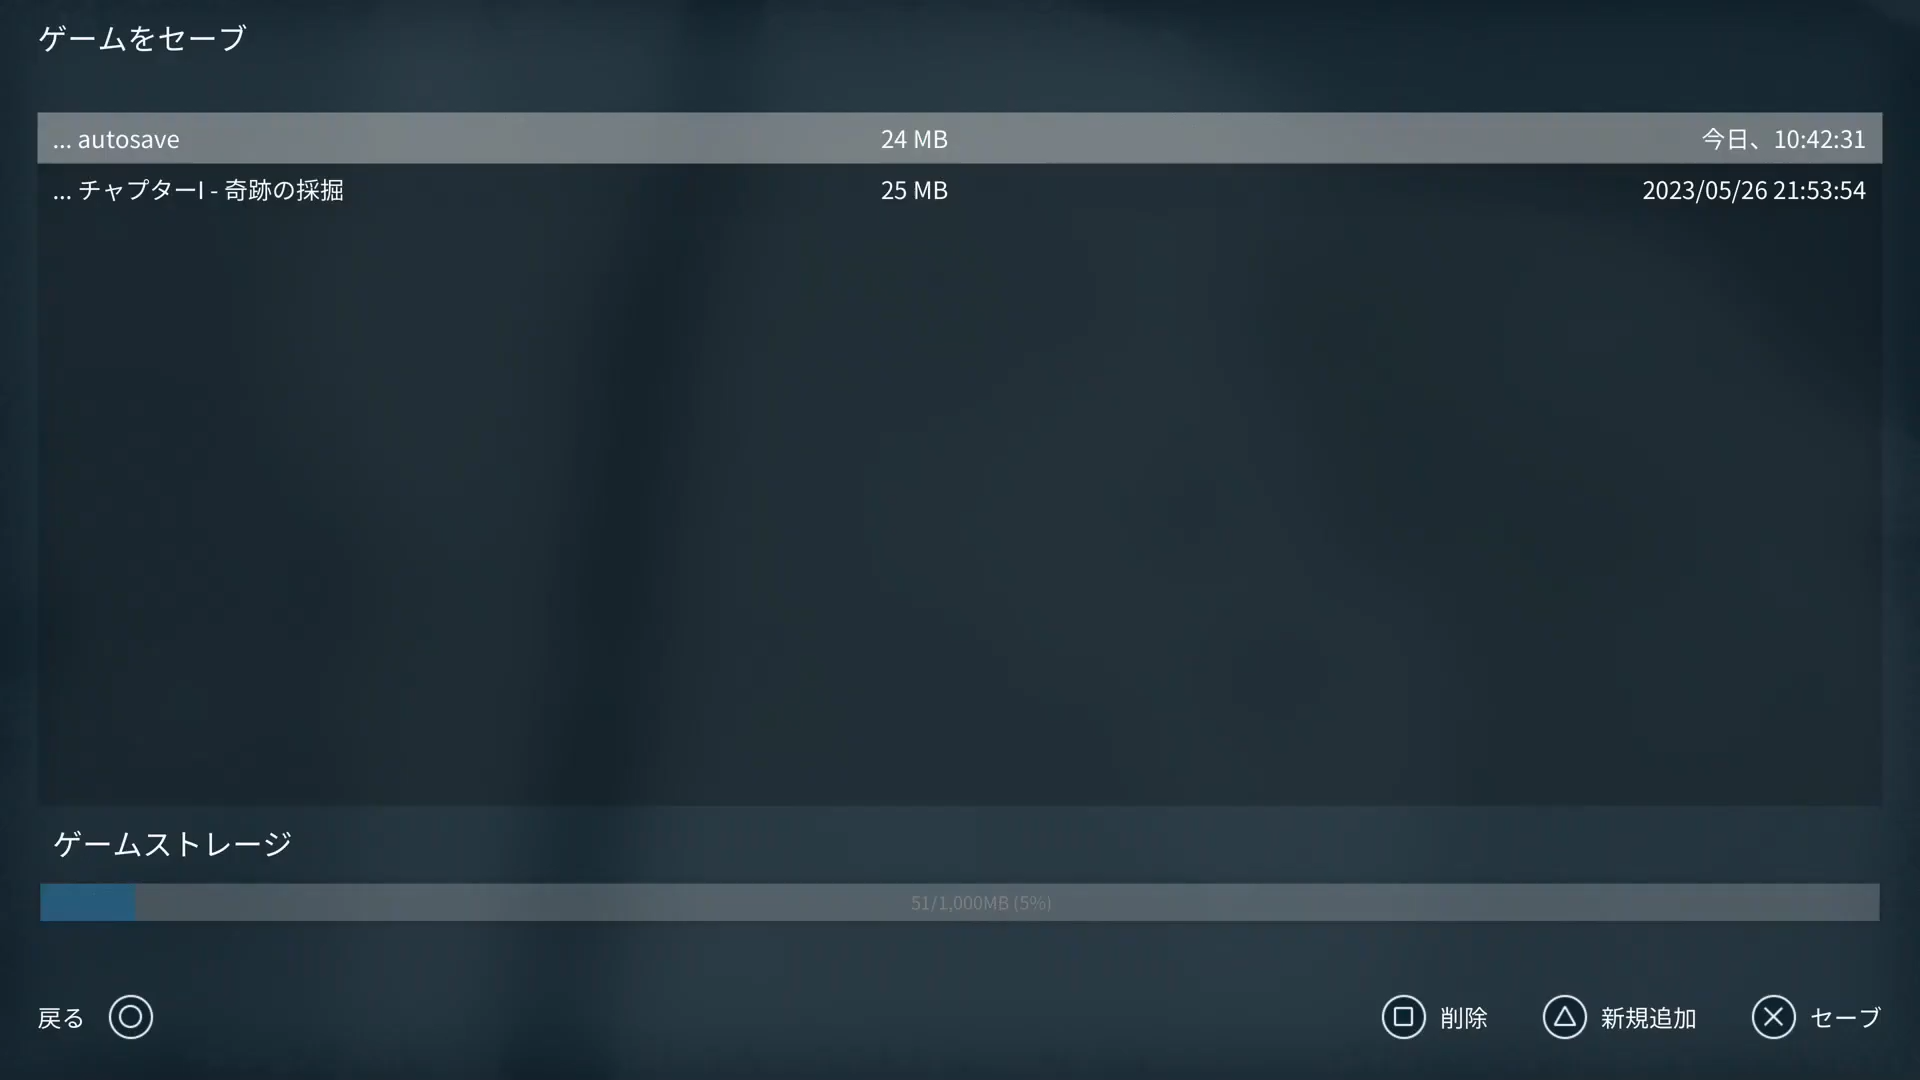 ゲームをセーブ
... autosave 24 MB 今日、10:42:31
... チャプターI - 奇跡の採掘 25 MB 2023/05/26 21:53:54
ゲームストレージ
51/1,000MB (5%)
戻る 削除 新規追加 セーブ